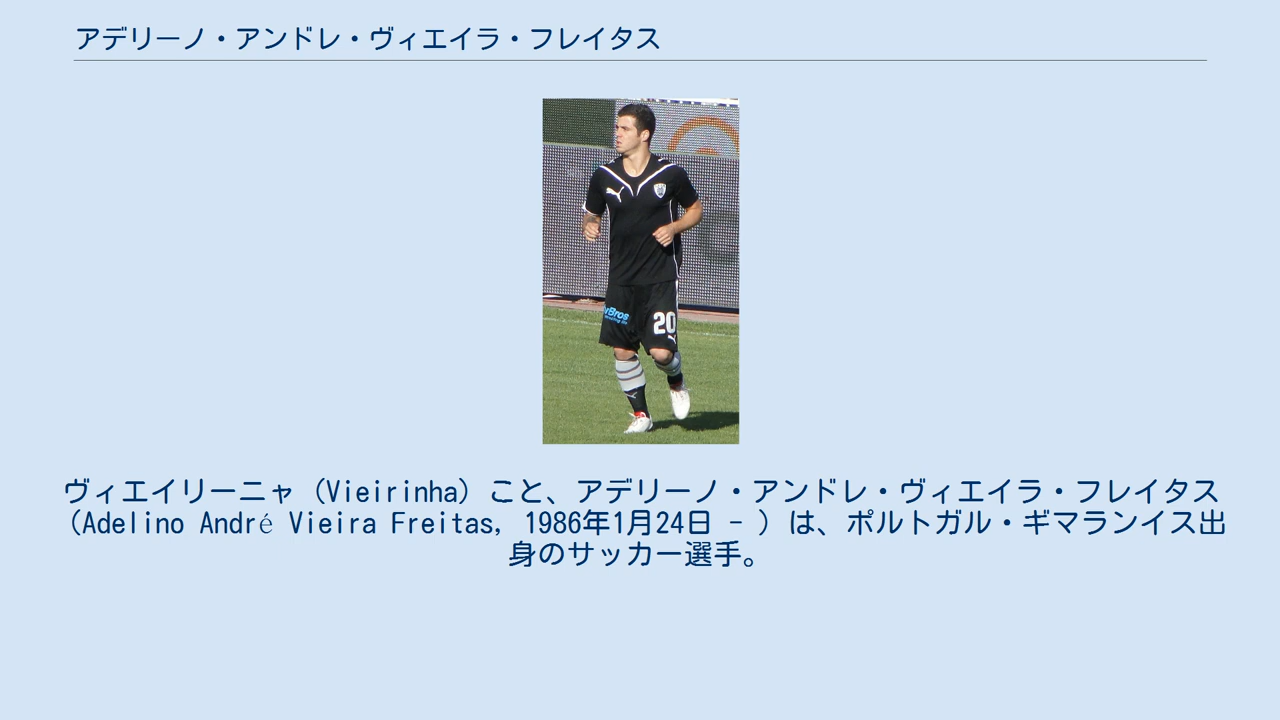 アデリーノ・アンドレ・ヴィエイラ・フレイタス
20
ヴィエイリーニャ（Vieirinha）こと、アデリーノ・アンドレ・ヴィエイラ・フレイタス
（Adelino André Vieira Freitas, 1986年1月24日 - ）は、ポルトガル・ギマランイス出
身のサッカー選手。